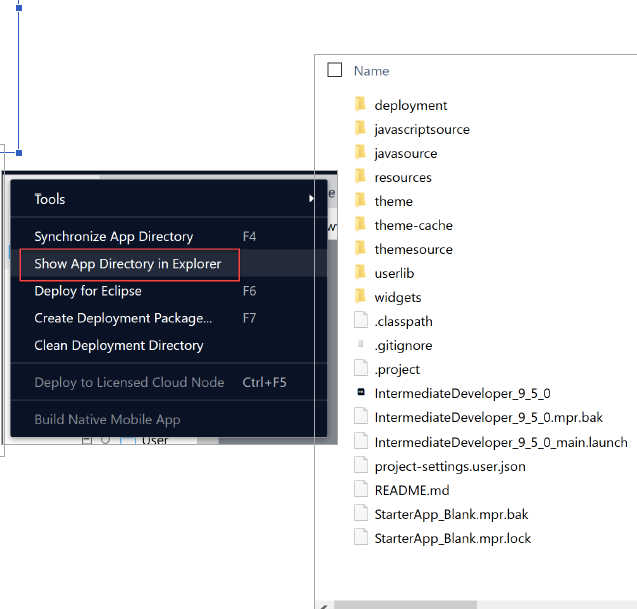 Tools
Synchronize App Directory F4
Show App Directory in Explorer
Deploy for Eclipse F6
Create Deployment Package... F7
Clean Deployment Directory
Deploy to Licensed Cloud Node Ctrl+F5
Build Native Mobile App
User
Name
deployment
javascriptsource
javasource
resources
theme
theme-cache
themesource
userlib
widgets
.classpath
.gitignore
.project
IntermediateDeveloper_9_5_0
IntermediateDeveloper_9_5_0.mpr.bak
IntermediateDeveloper_9_5_0_main.launch
project-settings.user.json
README.md
StarterApp_Blank.mpr.bak
StarterApp_Blank.mpr.lock